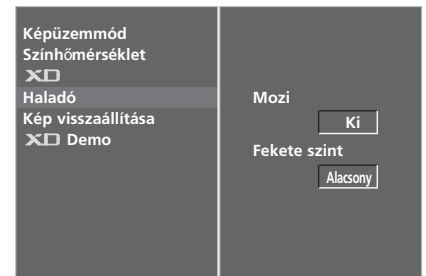 Képüzemmód
Színhőmérséklet
XD
Haladó
Kép visszaállítása
XD Demo
Mozi
Ki
Fekete szint
Alacsony